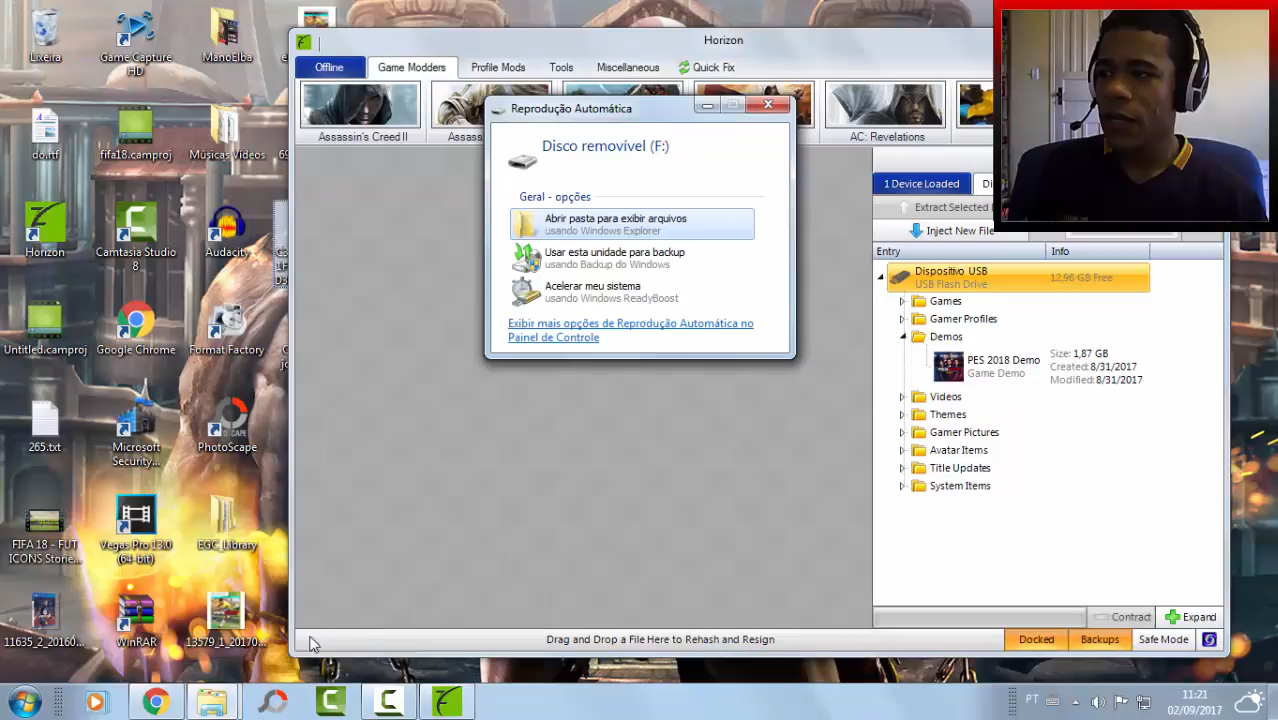 Lixeira
Game Capture
HD
ManoElba
do.rtf
fifa18.camproj
Músicas Vídeos
Horizon
Camtasia Studio
8
Audacity
Untitled.camproj
Google Chrome
Format Factory
265.txt
Microsoft
Security...
PhotoScape
FIFA 18 - FUT
ICONS Storie...
Vegas Pro 13.0
(64-bit)
EGC_Library
11635_2_20160...
WinRAR
13579_1_20170...
Horizon
Offline
Game Modders
Profile Mods
Tools
Miscellaneous
Quick Fix
Assassin's Creed II
AC: Revelations
Reprodução Automática
Disco removível (F:)
Geral - opções
Abrir pasta para exibir arquivos
usando Windows Explorer
Usar esta unidade para backup
usando Backup do Windows
Acelerar meu sistema
usando Windows ReadyBoost
Exibir mais opções de Reprodução Automática no
Painel de Controle
1 Device Loaded
Extract Selected
Inject New File
Entry
Info
Dispositivo USB
USB Flash Drive
12,96 GB Free
Games
Gamer Profiles
Demos
PES 2018 Demo
Game Demo
Size: 1,87 GB
Created: 8/31/2017
Modified: 8/31/2017
Videos
Themes
Gamer Pictures
Avatar Items
Title Updates
System Items
Contract
Expand
Drag and Drop a File Here to Rehash and Resign
Docked
Backups
Safe Mode
PT
11:21
02/09/2017